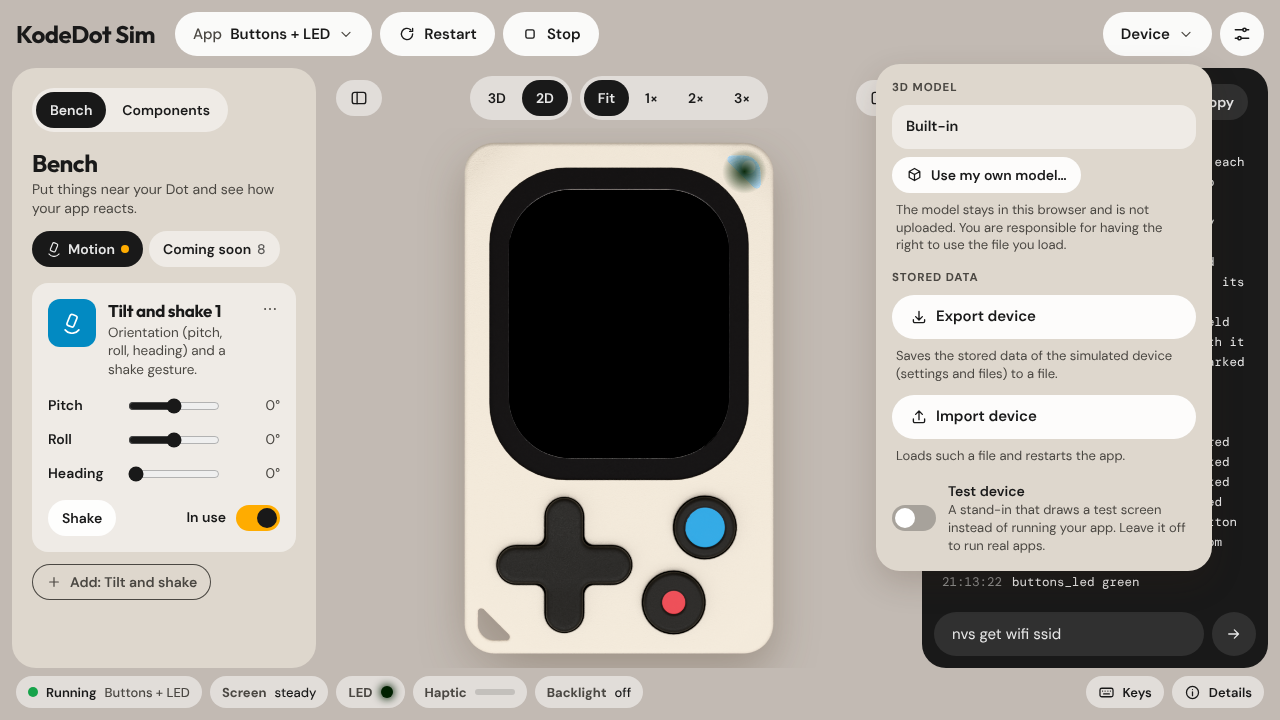 KodeDot Sim
App Buttons + LED
Restart
Stop
Device
Bench
Components
Bench
Put things near your Dot and see how
your app reacts.
Motion
Coming soon 8
Tilt and shake 1
...
Orientation (pitch,
roll, heading) and a
shake gesture.
Pitch 0°
Roll 0°
Heading 0°
Shake
In use
+ Add: Tilt and shake
3D
2D
Fit
1×
2×
3×
3D MODEL
Built-in
Use my own model...
The model stays in this browser and is not
uploaded. You are responsible for having the
right to use the file you load.
STORED DATA
Export device
Saves the stored data of the simulated device
(settings and files) to a file.
Import device
Loads such a file and restarts the app.
Test device
A stand-in that draws a test screen
instead of running your app. Leave it off
to run real apps.
each
its
it
21:13:22 buttons_led green
nvs get wifi ssid
Running Buttons + LED
Screen steady
LED
Haptic
Backlight off
Keys
Details